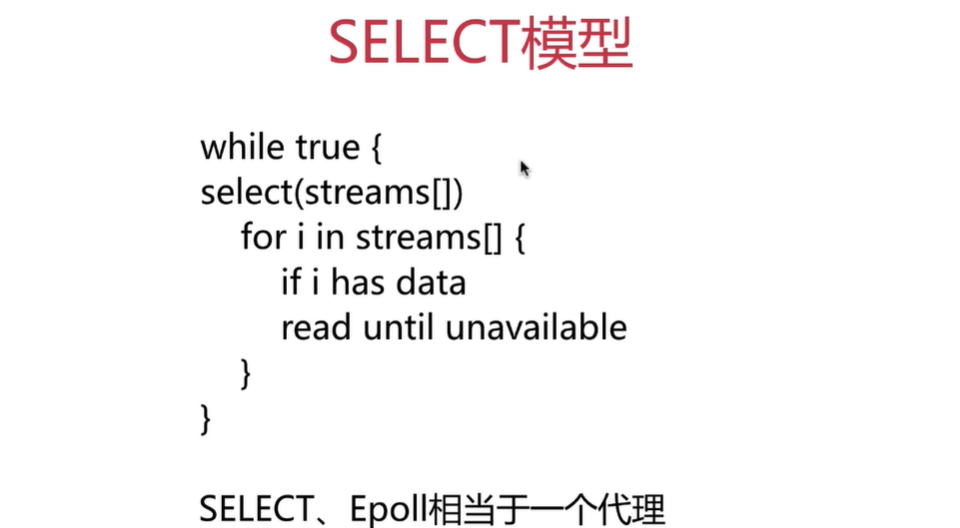 SELECT模型
while true {
select(streams[])
for i in streams[] {
if i has data
read until unavailable
}
}
SELECT、Epoll相当于一个代理